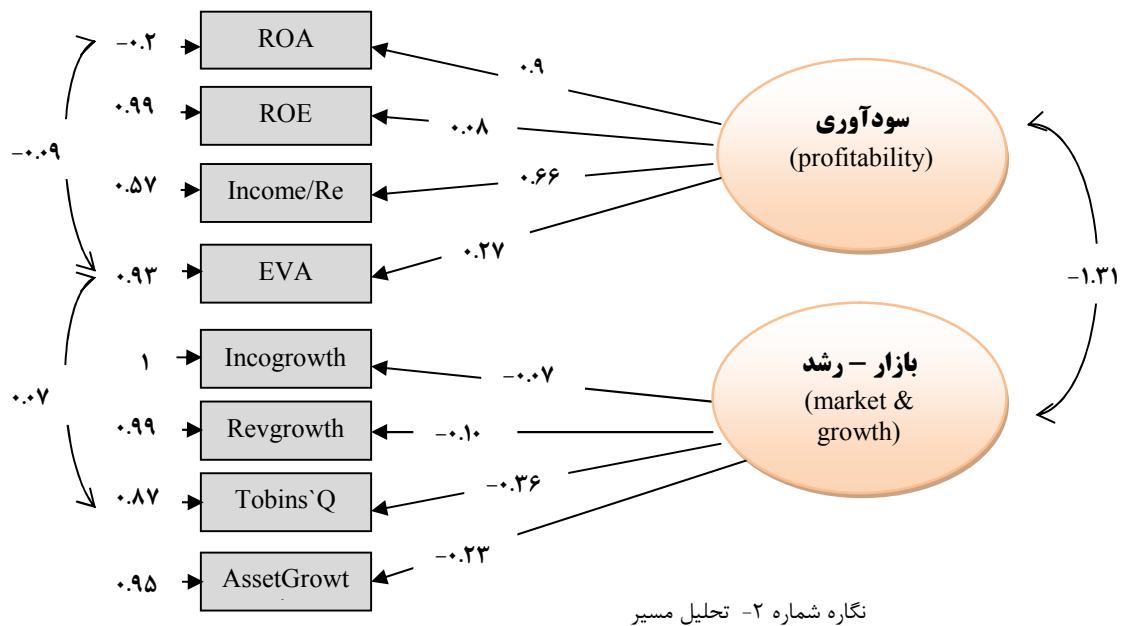 -۰.۲
ROA
۰.۹
۰.۹۹
ROE
۰.۰۸
-۰.۰۹
۰.۵۷
Income/Re
۰.۶۶
۰.۹۳
EVA
۰.۲۷
سودآوری
(profitability)
-۱.۳۱
۱
Incogrowth
-۰.۰۷
۰.۰۷
۰.۹۹
Revgrowth
-۰.۱۰
۰.۸۷
Tobins`Q
-۰.۳۶
۰.۹۵
AssetGrowt
-۰.۲۳
بازار - رشد
(market &
growth)
نگاره شماره ۲- تحلیل مسیر